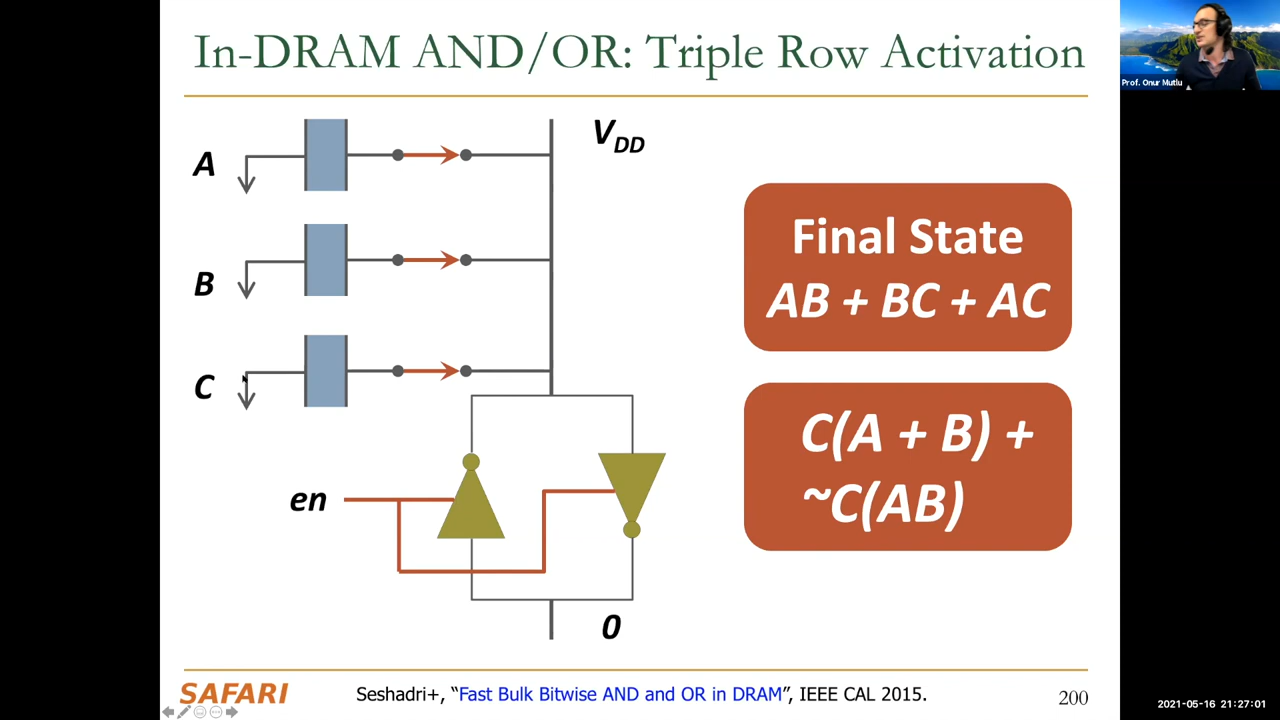 In-DRAM AND/OR: Triple Row Activation
Prof. Onur Mutlu
A
VDD
B
C
Final State
AB + BC + AC
C(A + B) +
~C(AB)
en
0
SAFARI
Seshadri+, “Fast Bulk Bitwise AND and OR in DRAM”, IEEE CAL 2015.
200
2021-05-16 21:27:01